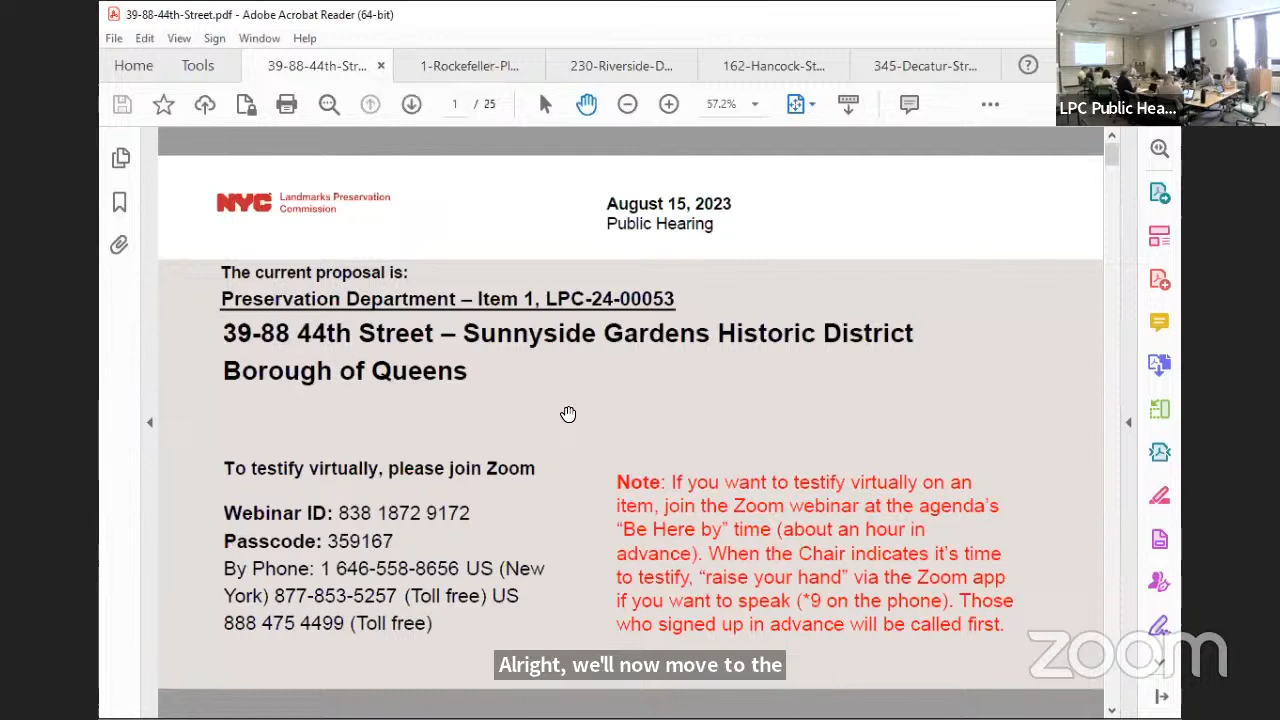 39-88-44th-Street.pdf - Adobe Acrobat Reader (64-bit)
File Edit View Sign Window Help
Home Tools 39-88-44th-Str... × 1-Rockefeller-Pl... 230-Riverside-D... 162-Hancock-St... 345-Decatur-Str...
1 / 25 57.2%
LPC Public Hea...
NYC Landmarks Preservation
Commission
August 15, 2023
Public Hearing
The current proposal is:
Preservation Department – Item 1, LPC-24-00053
39-88 44th Street – Sunnyside Gardens Historic District
Borough of Queens
To testify virtually, please join Zoom
Webinar ID: 838 1872 9172
Passcode: 359167
By Phone: 1 646-558-8656 US (New
York) 877-853-5257 (Toll free) US
888 475 4499 (Toll free)
Note: If you want to testify virtually on an
item, join the Zoom webinar at the agenda’s
“Be Here by” time (about an hour in
advance). When the Chair indicates it’s time
to testify, “raise your hand” via the Zoom app
if you want to speak (*9 on the phone). Those
who signed up in advance will be called first.
Alright, we'll now move to the
zoom